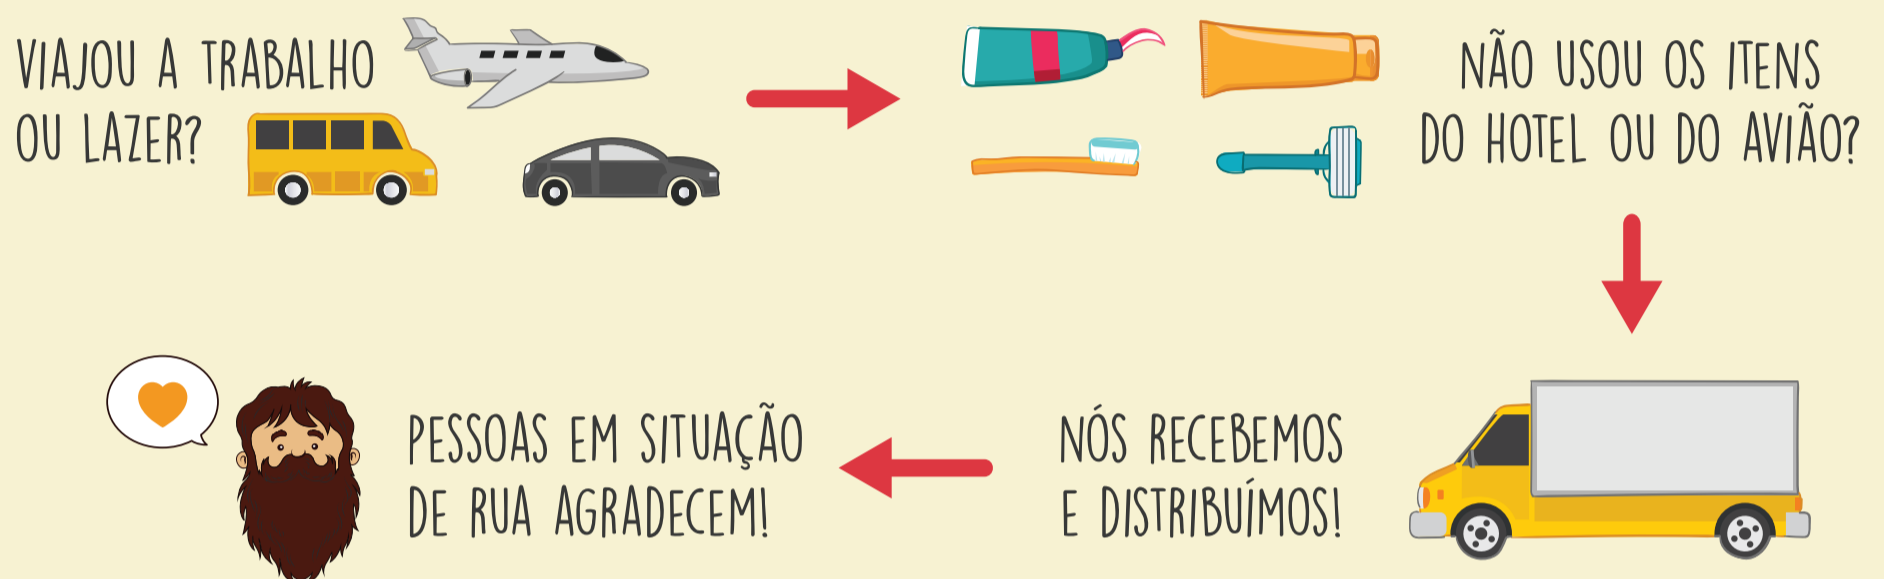 VIAJOU A TRABALHO
OU LAZER?
NÃO USOU OS ITENS
DO HOTEL OU DO AVIÃO?
NÓS RECEBEMOS
E DISTRIBUÍMOS!
PESSOAS EM SITUAÇÃO
DE RUA AGRADECEM!